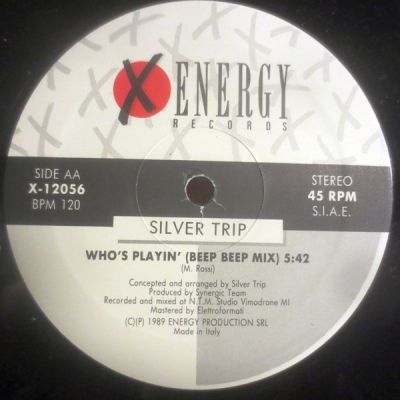 X ENERGY
RECORDS
SIDE AA
X-12056
BPM 120
STEREO
45 RPM
S.I.A.E.
SILVER TRIP
WHO'S PLAYIN' (BEEP BEEP MIX) 5:42
(M. Rossi)
Concepted and arranged by Silver Trip
Produced by Synergic Team
Recorded and mixed at N.T.M. Studio Vimodrone MI
Mastered by Elettroformati
(C)(P) 1989 ENERGY PRODUCTION SRL
Made in Italy